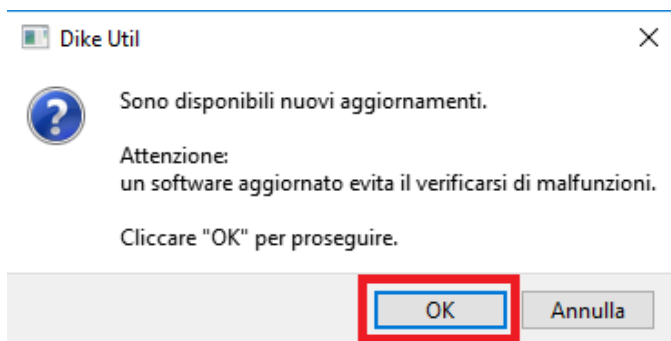 Dike Util
Sono disponibili nuovi aggiornamenti.
Attenzione:
un software aggiornato evita il verificarsi di malfunzioni.
Cliccare "OK" per proseguire.
OK
Annulla